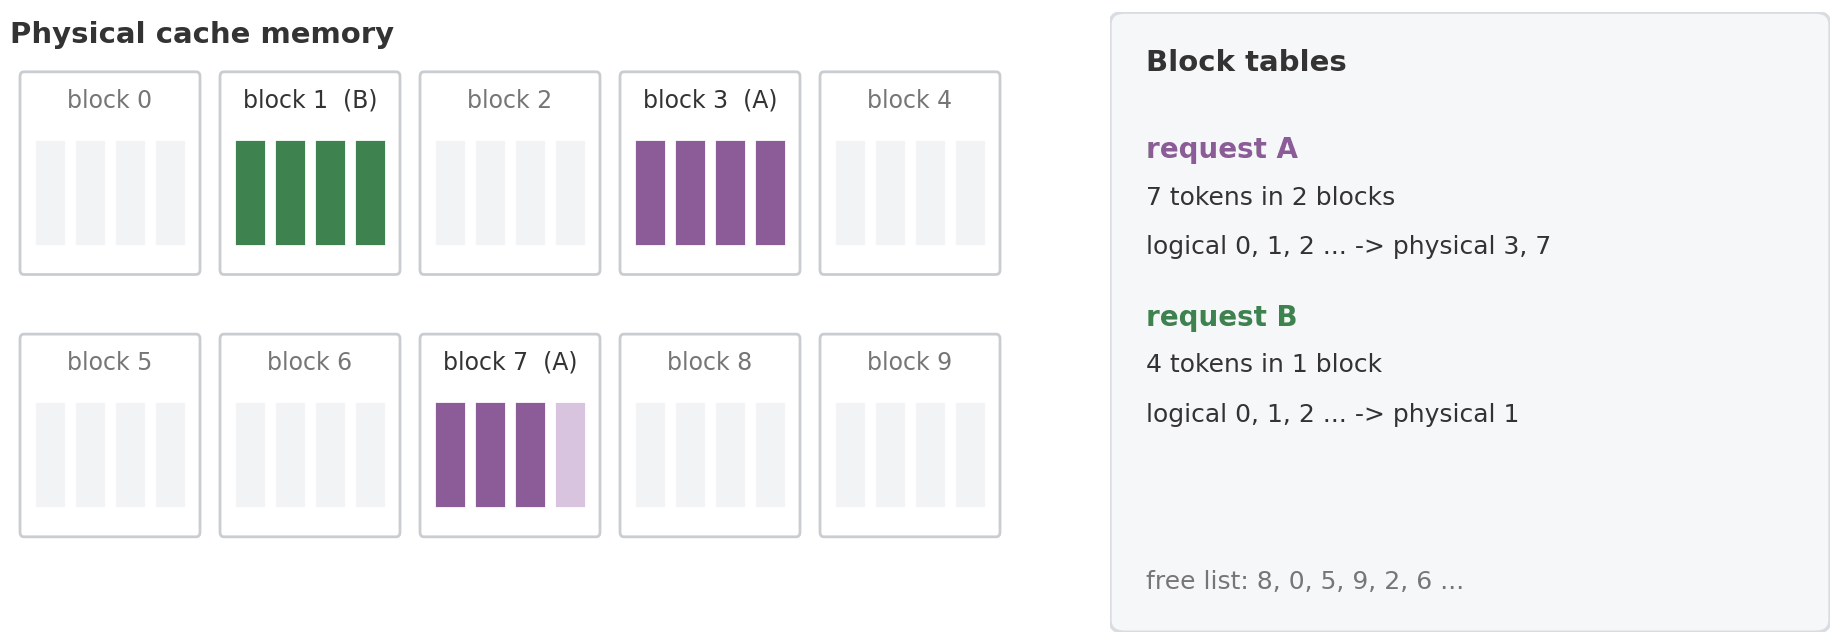 Physical cache memory
block 0
block 1 (B)
block 2
block 3 (A)
block 4
block 5
block 6
block 7 (A)
block 8
block 9
Block tables
request A
7 tokens in 2 blocks
logical 0, 1, 2 ... -> physical 3, 7
request B
4 tokens in 1 block
logical 0, 1, 2 ... -> physical 1
free list: 8, 0, 5, 9, 2, 6 ...